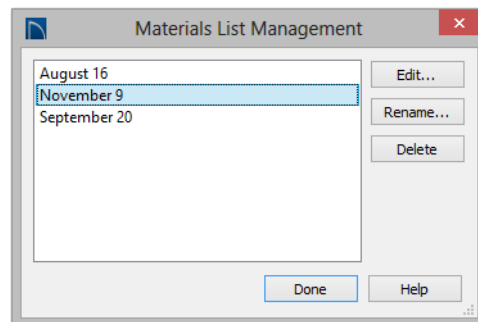 Materials List Management
August 16
November 9
September 20
Edit...
Rename...
Delete
Done
Help